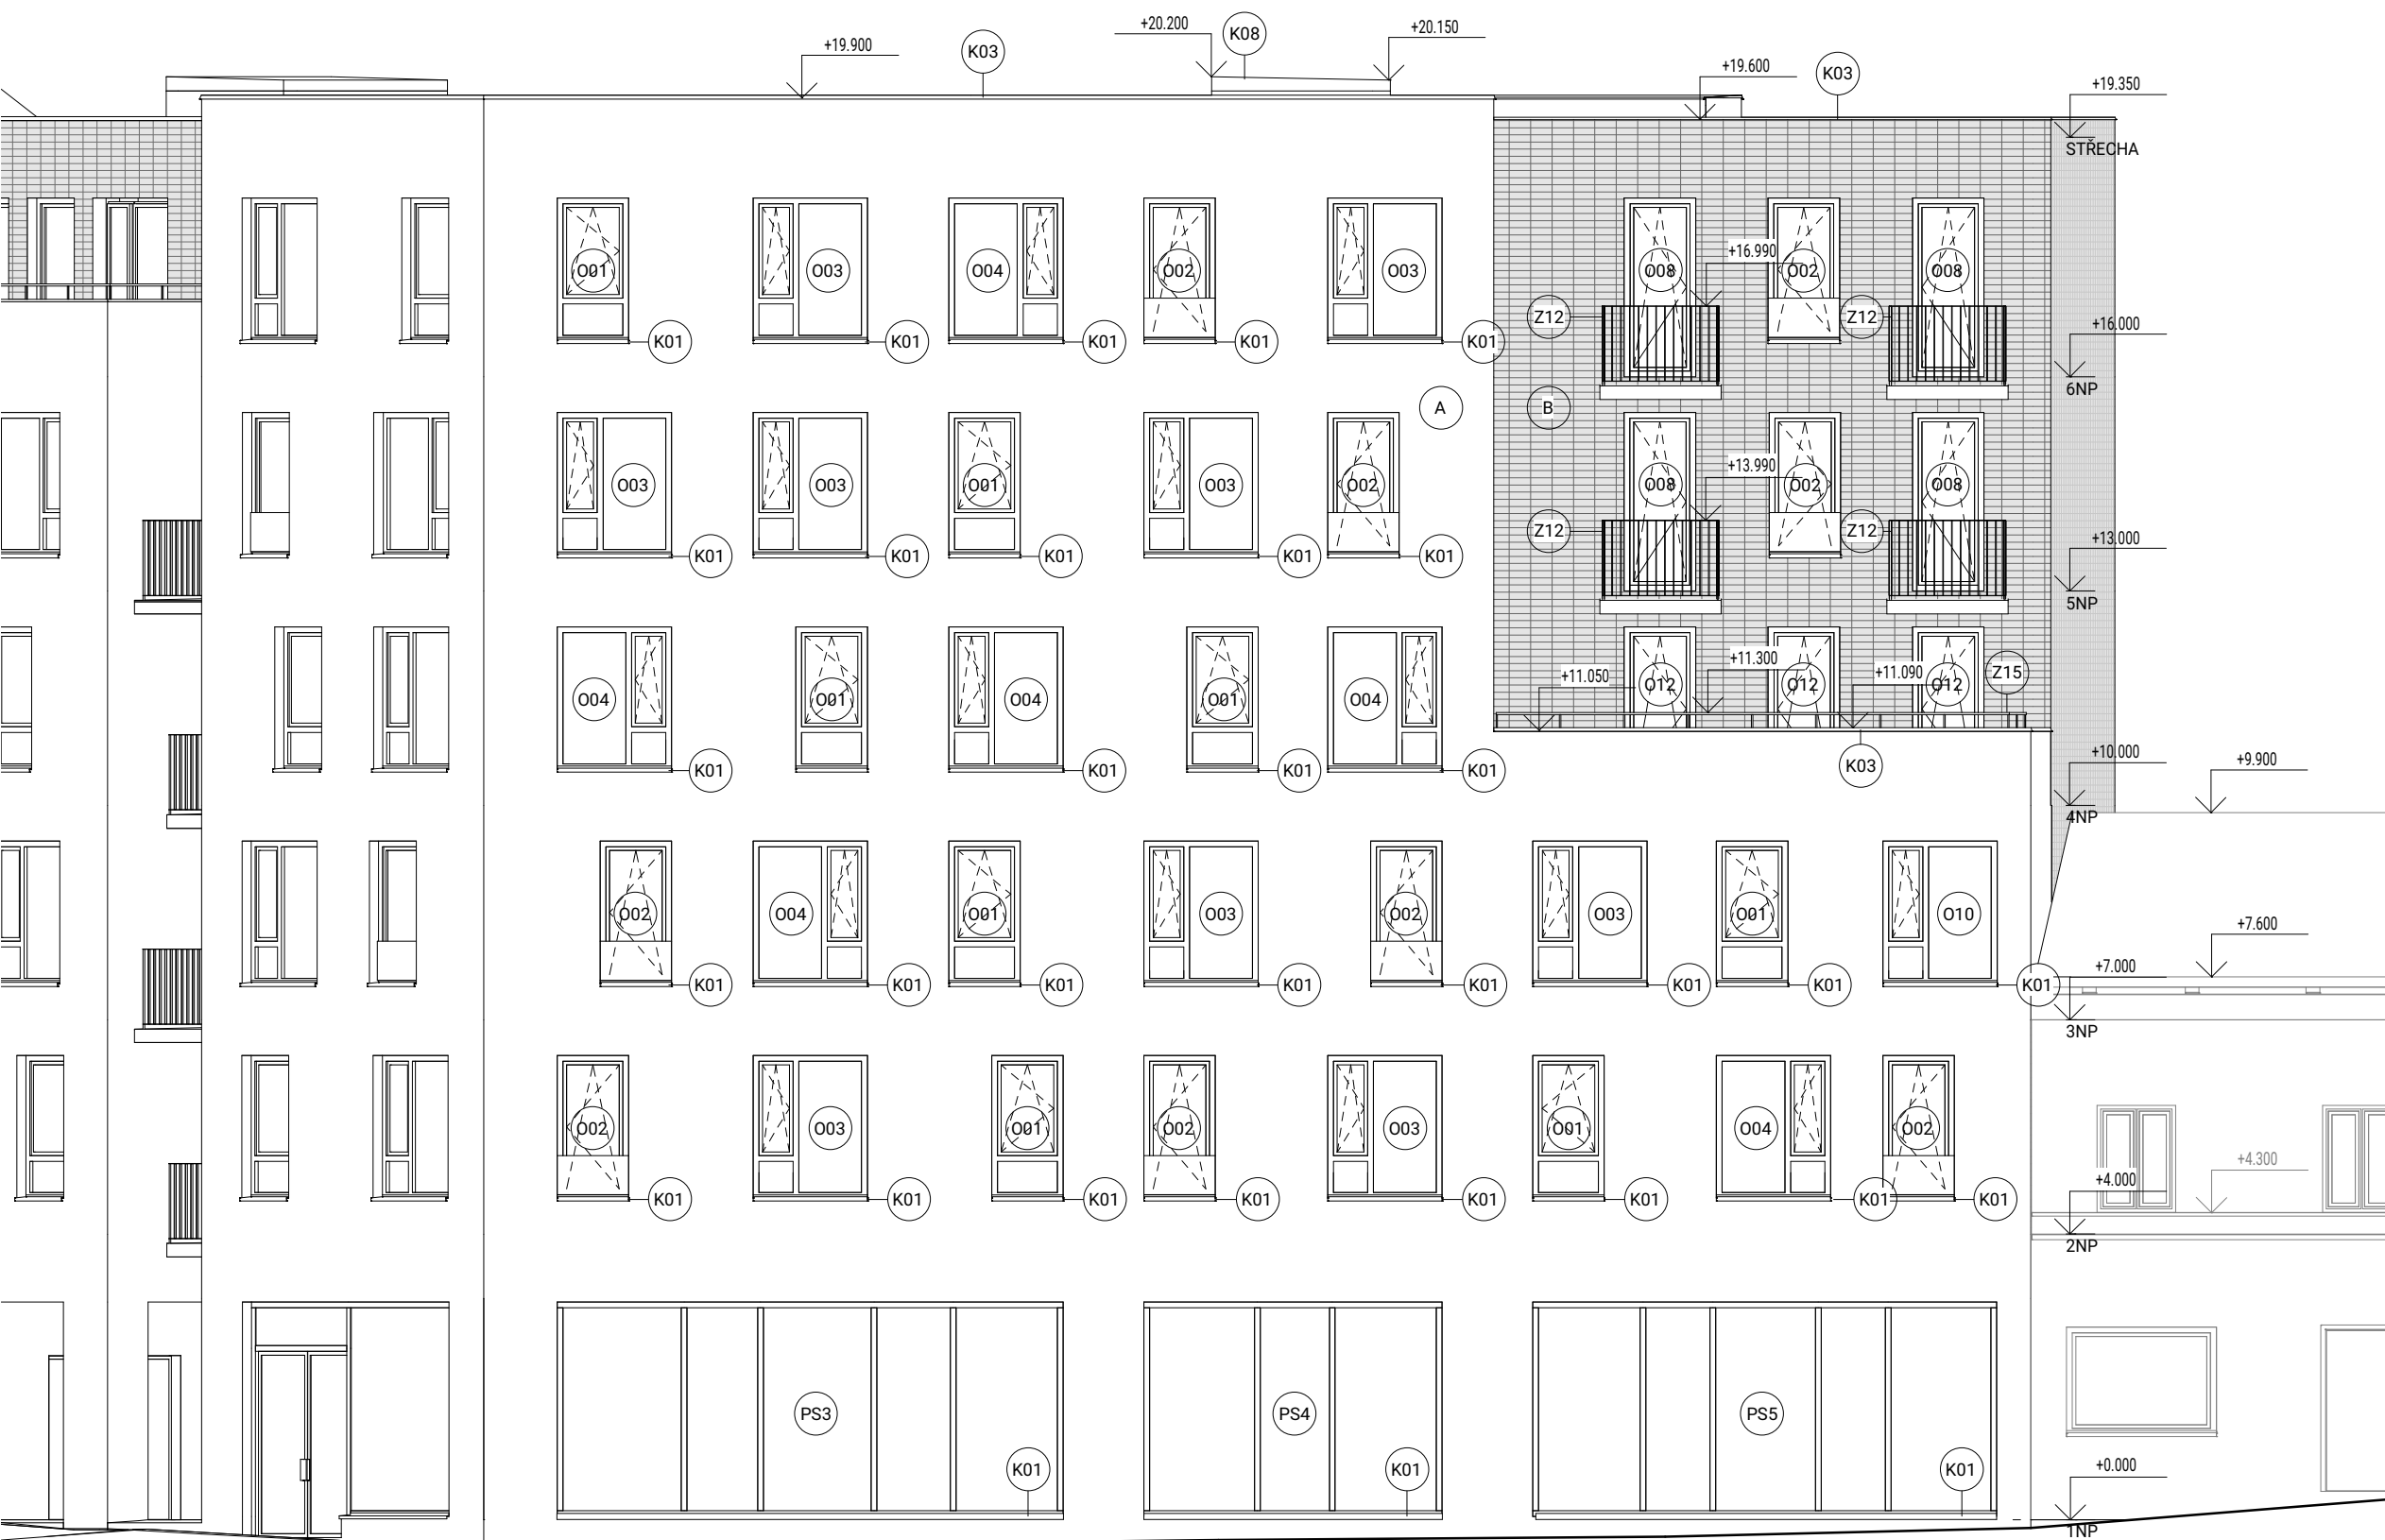 +20.200
K08
+20.150
+19.900
K03
+19.600
K03
+19.350
STŘECHA
O01
O03
O04
O02
O03
+16.990
O08
O02
O08
Z12
Z12
+16.000
K01
K01
K01
K01
K01
6NP
A
B
O03
O03
O01
O03
O02
+13.990
O08
O02
O08
Z12
Z12
+13.000
K01
K01
K01
K01
K01
5NP
+11.050
+11.300
+11.090
Z15
O04
O01
O04
O01
O04
O12
O12
O12
K01
K01
K01
K01
K03
+10.000
+9.900
4NP
O02
O04
O01
O03
O02
O03
O01
O10
+7.600
+7.000
K01
K01
K01
K01
K01
K01
K01
K01
3NP
O02
O03
O01
O02
O03
O01
O04
O02
+4.300
+4.000
K01
K01
K01
K01
K01
K01
K01
K01
2NP
PS3
PS4
PS5
K01
K01
K01
+0.000
1NP